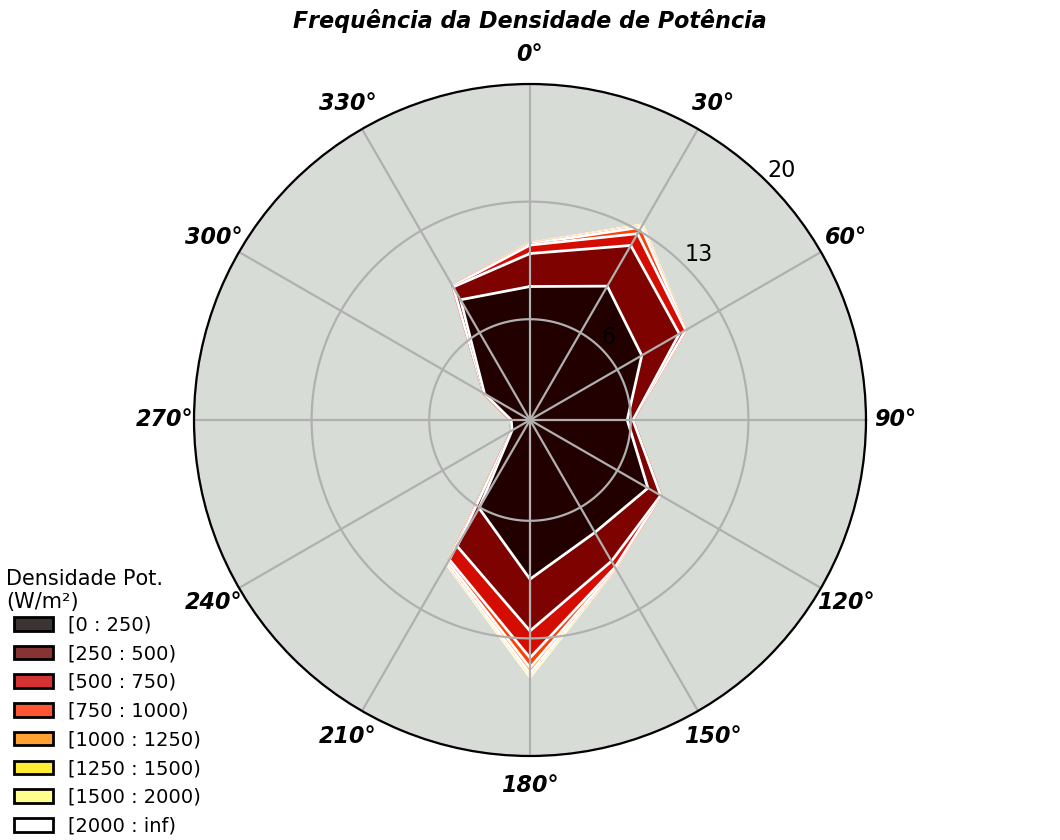 Frequência da Densidade de Potência
0°
330°
30°
20
300°
60°
13
6
270°
90°
240°
120°
210°
150°
180°
Densidade Pot.
(W/m²)
[0 : 250)
[250 : 500)
[500 : 750)
[750 : 1000)
[1000 : 1250)
[1250 : 1500)
[1500 : 2000)
[2000 : inf)